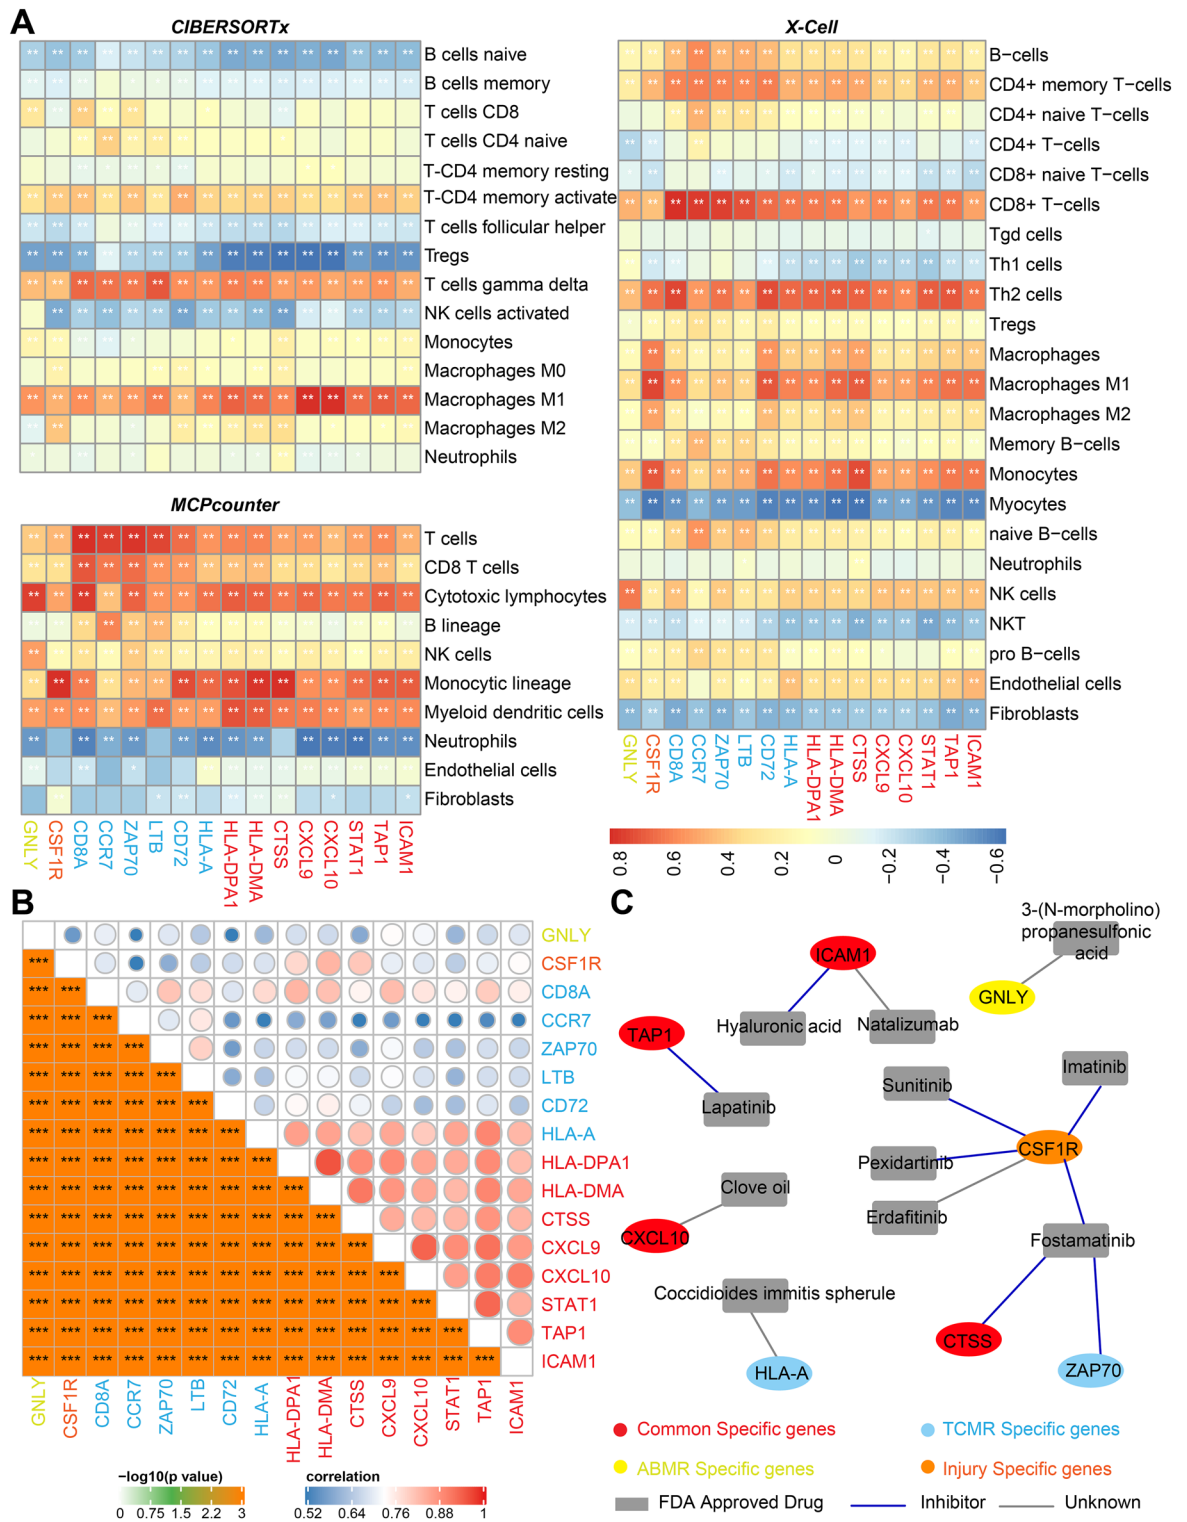 A
CIBERSORTx
B cells naive
B cells memory
T cells CD8
T cells CD4 naive
T-CD4 memory resting
T-CD4 memory activate
T cells follicular helper
Tregs
T cells gamma delta
NK cells activated
Monocytes
Macrophages M0
Macrophages M1
Macrophages M2
Neutrophils
MCPcounter
T cells
CD8 T cells
Cytotoxic lymphocytes
B lineage
NK cells
Monocytic lineage
Myeloid dendritic cells
Neutrophils
Endothelial cells
Fibroblasts
GNLY
CSF1R
CD8A
CCR7
ZAP70
LTB
CD72
HLA-A
HLA-DPA1
HLA-DMA
CTSS
CXCL9
CXCL10
STAT1
TAP1
ICAM1
X-Cell
B−cells
CD4+ memory T−cells
CD4+ naive T−cells
CD4+ T−cells
CD8+ naive T−cells
CD8+ T−cells
Tgd cells
Th1 cells
Th2 cells
Tregs
Macrophages
Macrophages M1
Macrophages M2
Memory B−cells
Monocytes
Myocytes
naive B−cells
Neutrophils
NK cells
NKT
pro B−cells
Endothelial cells
Fibroblasts
GNLY
CSF1R
CD8A
CCR7
ZAP70
LTB
CD72
HLA-A
HLA-DPA1
HLA-DMA
CTSS
CXCL9
CXCL10
STAT1
TAP1
ICAM1
0.8
0.6
0.4
0.2
0
−0.2
−0.4
−0.6
B
GNLY
CSF1R
CD8A
CCR7
ZAP70
LTB
CD72
HLA-A
HLA-DPA1
HLA-DMA
CTSS
CXCL9
CXCL10
STAT1
TAP1
ICAM1
GNLY
CSF1R
CD8A
CCR7
ZAP70
LTB
CD72
HLA-A
HLA-DPA1
HLA-DMA
CTSS
CXCL9
CXCL10
STAT1
TAP1
ICAM1
−log10(p value)
0 0.75 1.5 2.2 3
correlation
0.52 0.64 0.76 0.88 1
C
3-(N-morpholino)
propanesulfonic
acid
ICAM1
GNLY
Hyaluronic acid
Natalizumab
TAP1
Lapatinib
Imatinib
Sunitinib
CSF1R
Pexidartinib
Erdafitinib
Clove oil
CXCL10
Fostamatinib
Coccidioides immitis spherule
CTSS
HLA-A
ZAP70
Common Specific genes
TCMR Specific genes
ABMR Specific genes
Injury Specific genes
FDA Approved Drug
Inhibitor
Unknown